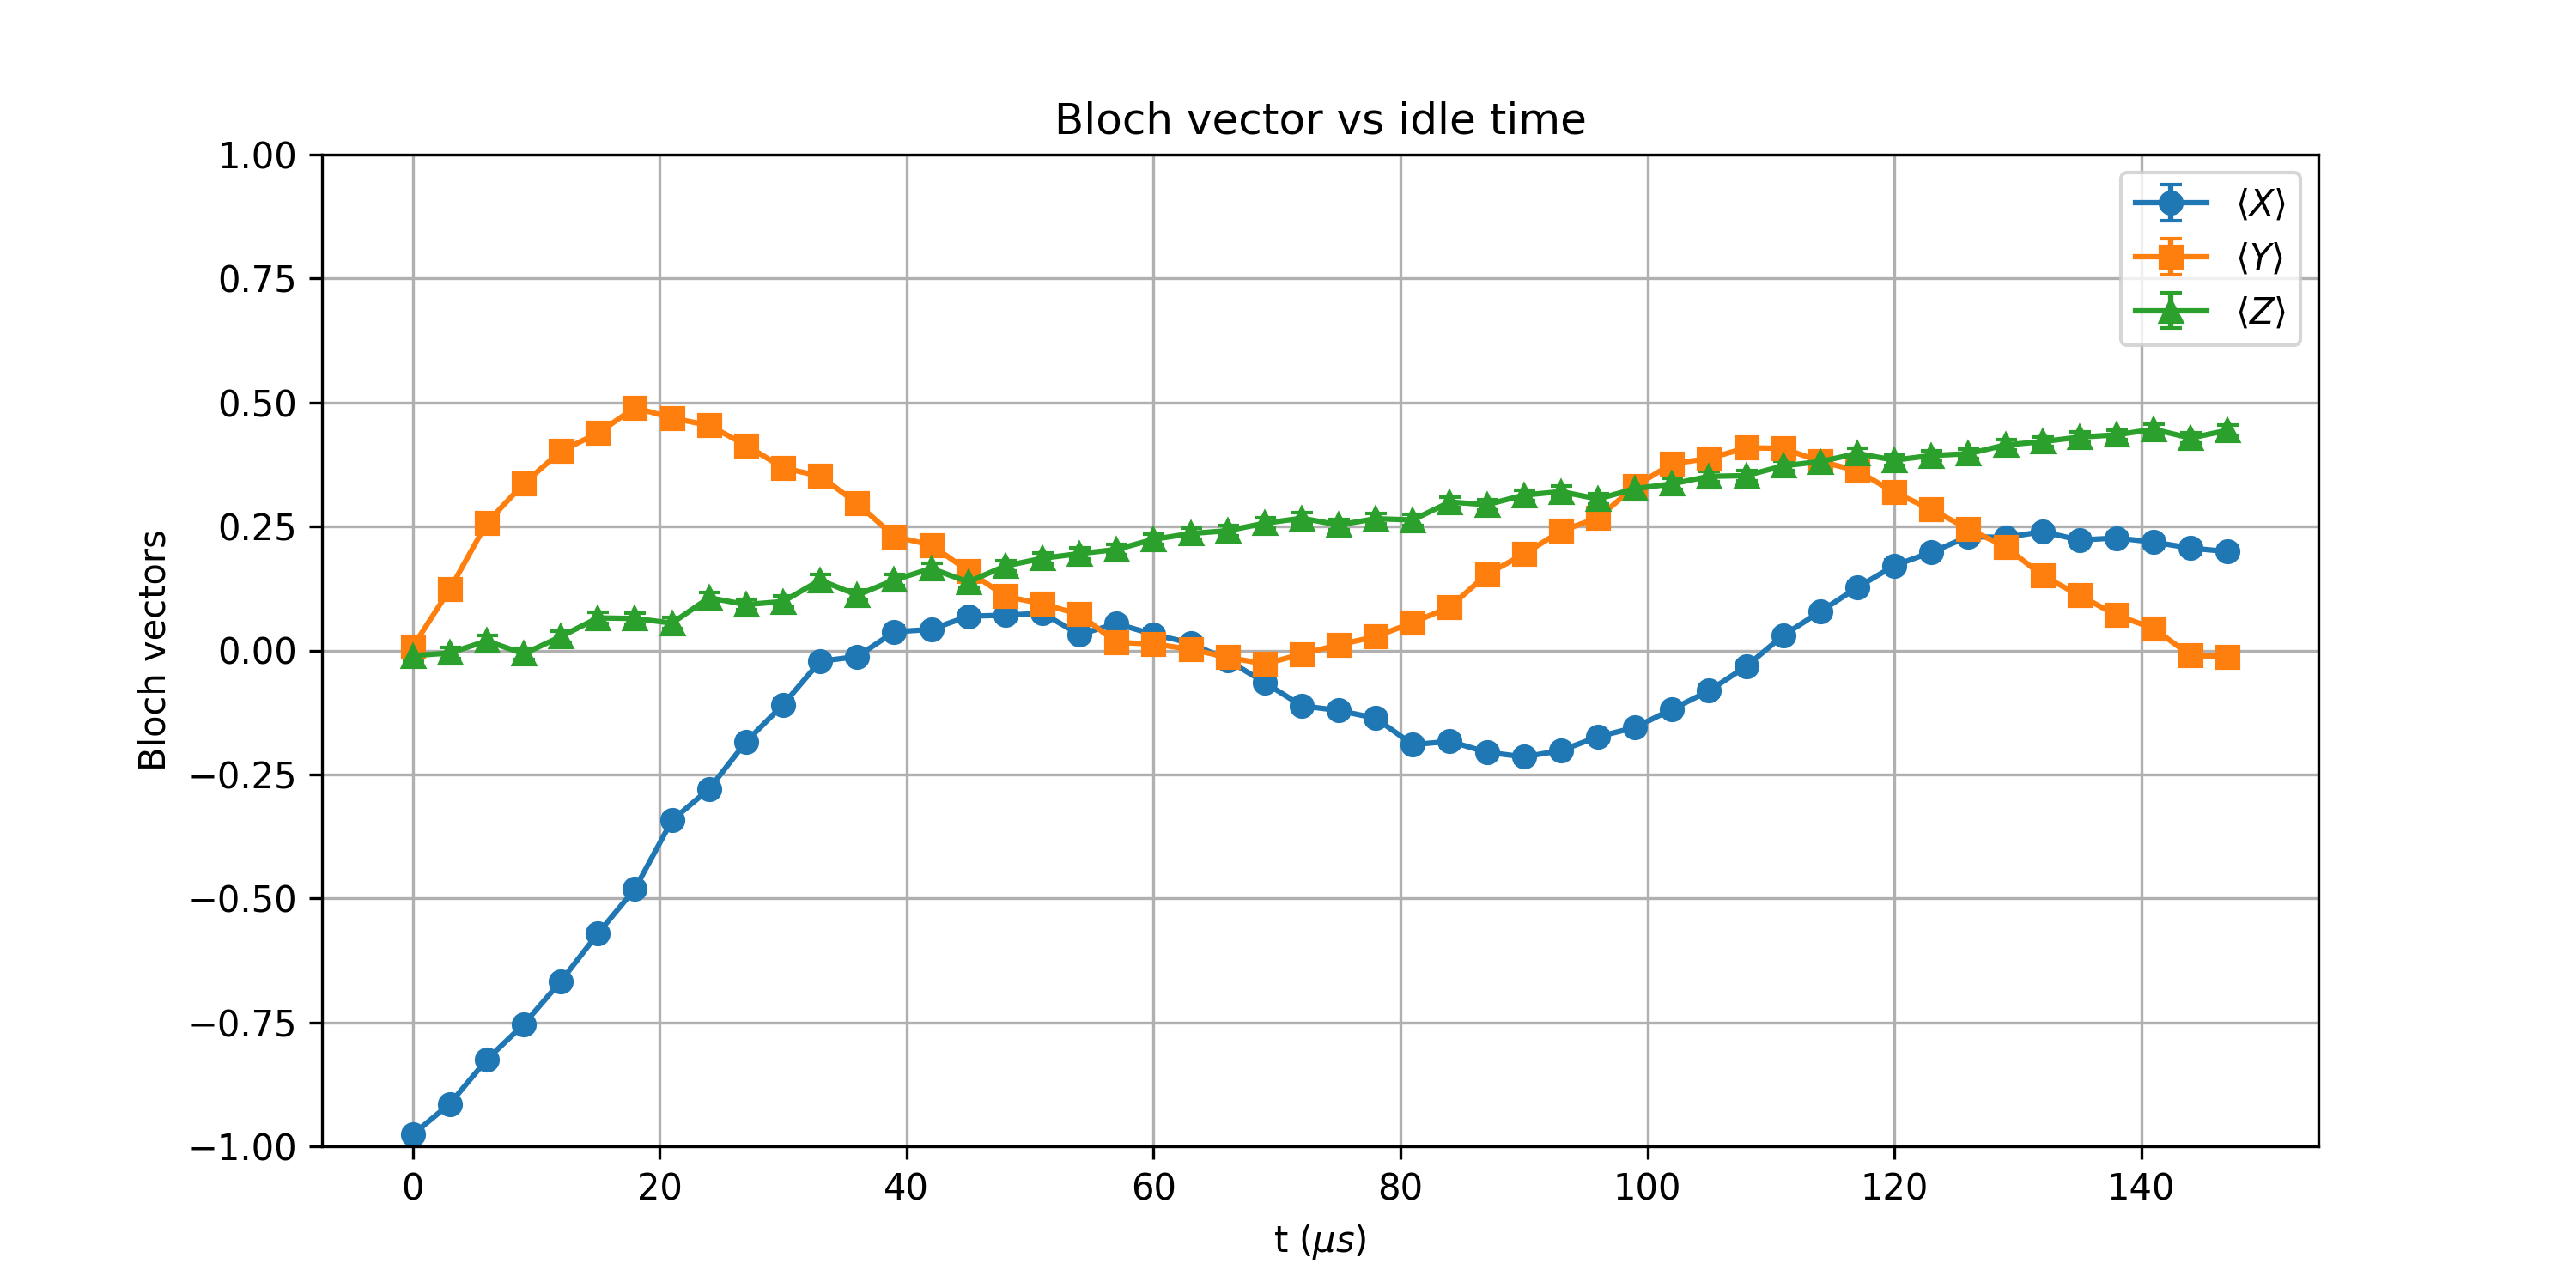 Bloch vector vs idle time
1.00
0.75
0.50
0.25
0.00
−0.25
−0.50
−0.75
−1.00
Bloch vectors
0 20 40 60 80 100 120 140
t (μs)
⟨X⟩
⟨Y⟩
⟨Z⟩